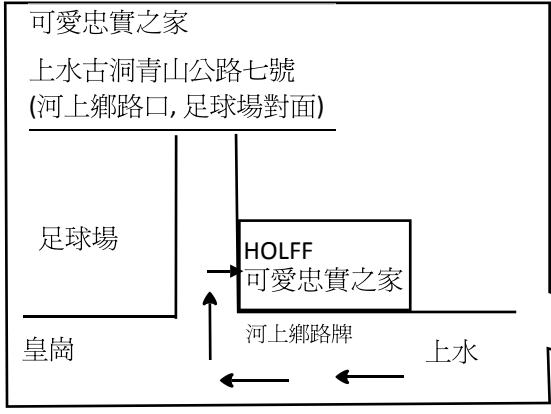 可愛忠實之家
上水古洞青山公路七號
(河上鄉路口, 足球場對面)
足球場
HOLFF
可愛忠實之家
河上鄉路牌
皇崗
上水